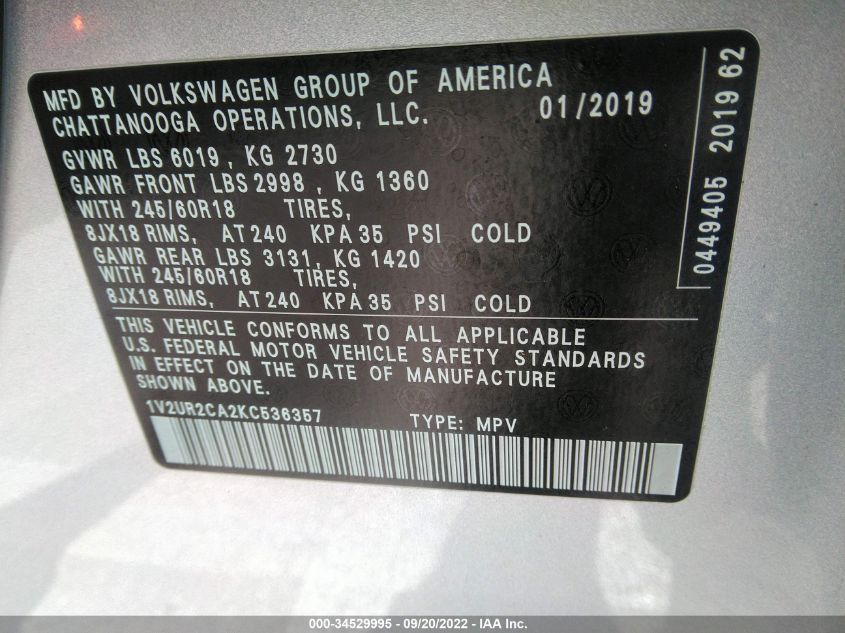 MFD BY VOLKSWAGEN GROUP OF AMERICA
CHATTANOOGA OPERATIONS, LLC. 01/2019
GVWR LBS 6019 , KG 2730
GAWR FRONT LBS 2998 , KG 1360
WITH 245/60R18 TIRES,
8JX18 RIMS, AT 240 KPA 35 PSI COLD
GAWR REAR LBS 3131, KG 1420
WITH 245/60R18 TIRES,
8JX18 RIMS, AT 240 KPA 35 PSI COLD
THIS VEHICLE CONFORMS TO ALL APPLICABLE
U.S. FEDERAL MOTOR VEHICLE SAFETY STANDARDS
IN EFFECT ON THE DATE OF MANUFACTURE
SHOWN ABOVE.
1V2UR2CA2KC536357 TYPE: MPV
0449405 2019 62
000-34529995 - 09/20/2022 - IAA Inc.